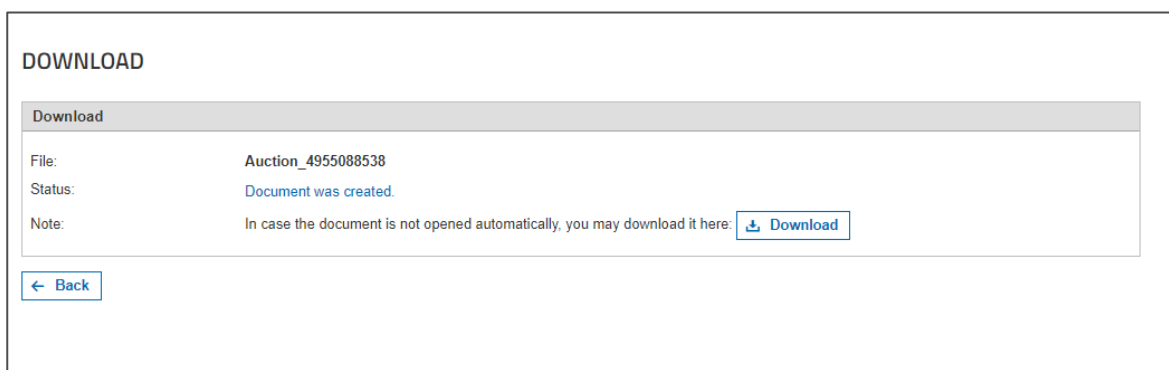 DOWNLOAD
Download
File: Auction_4955088538
Status: Document was created.
Note: In case the document is not opened automatically, you may download it here: Download
← Back